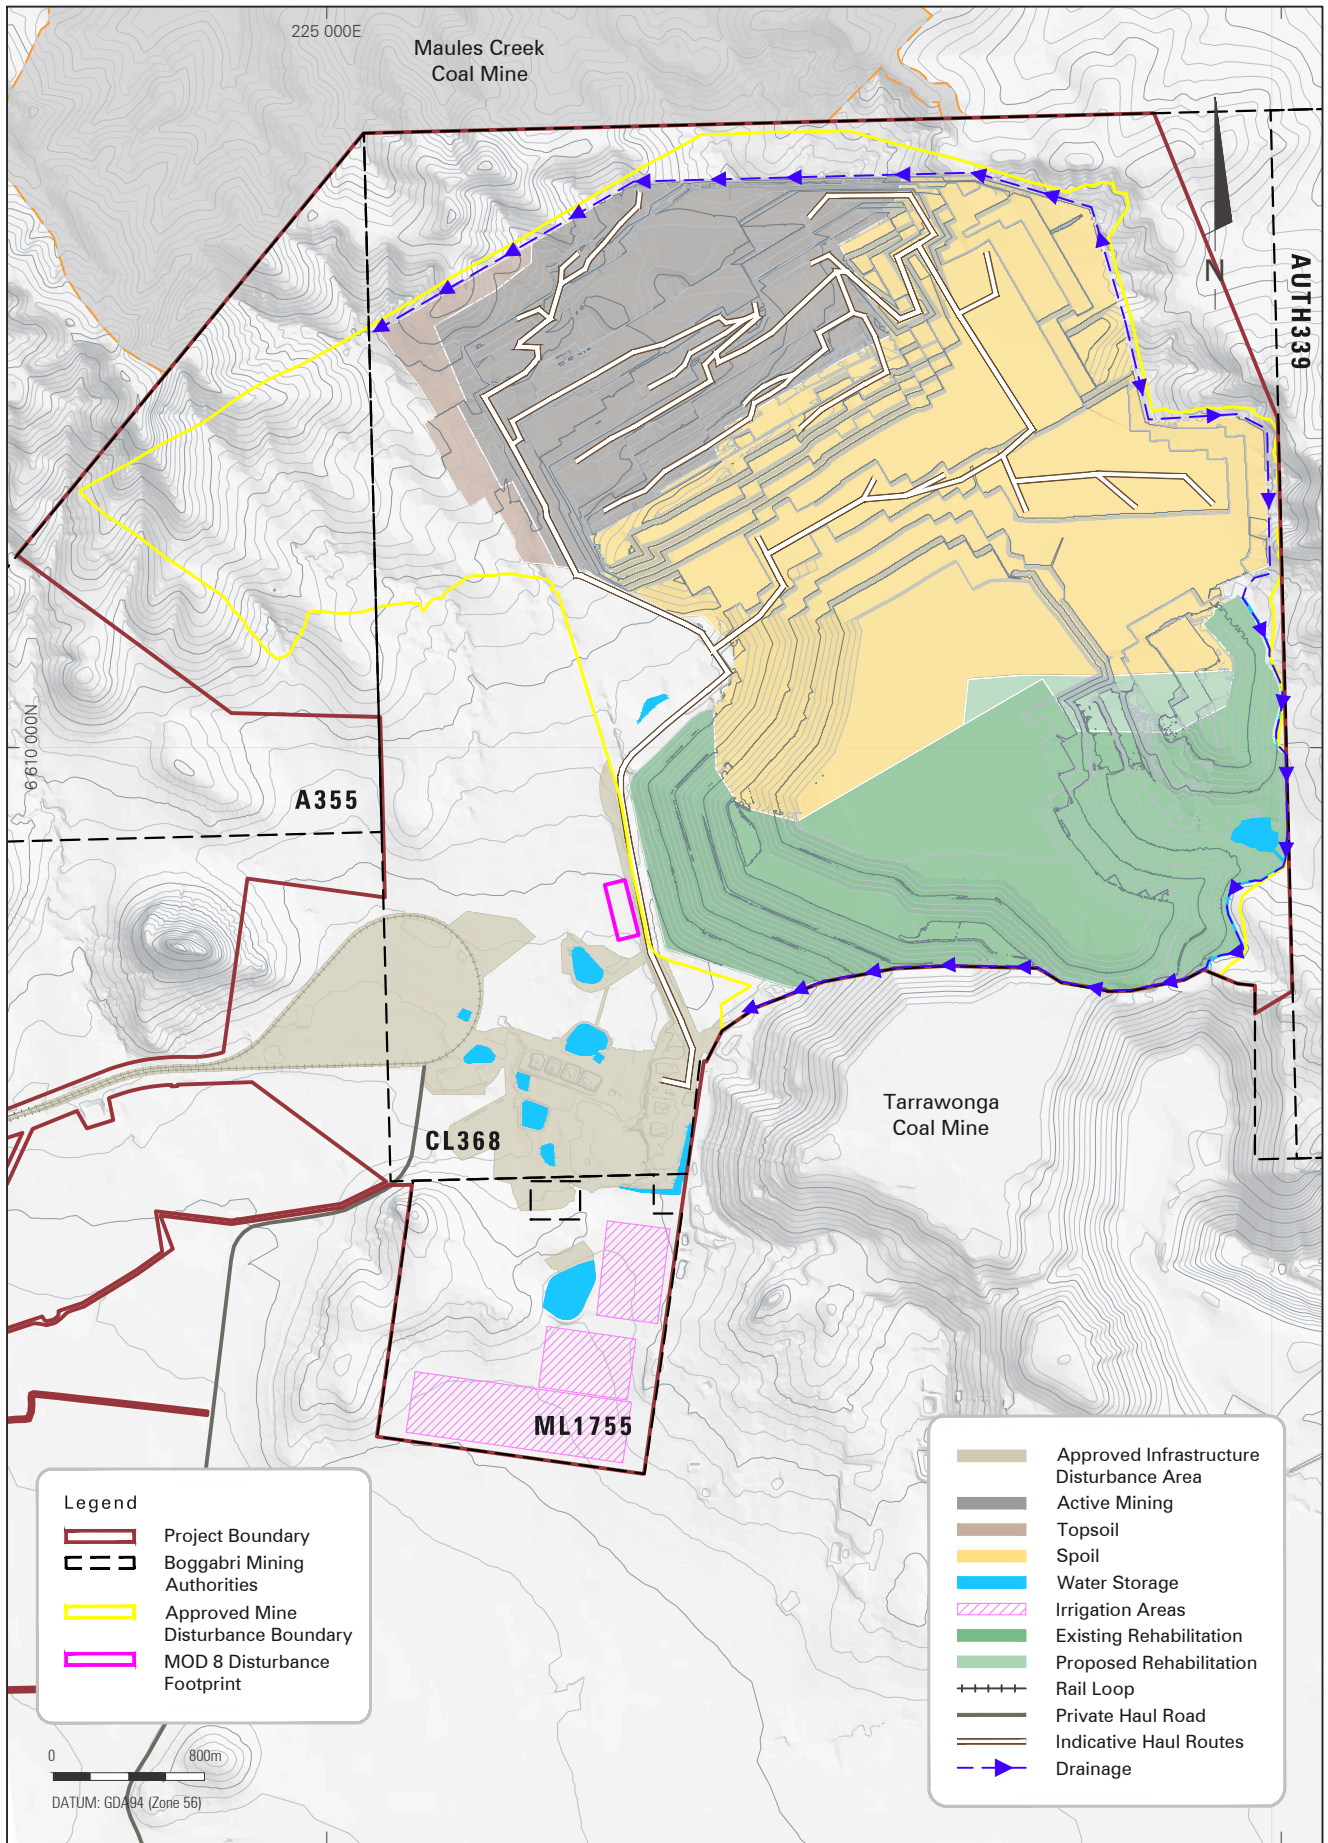 225 000E
Maules Creek
Coal Mine
N
AUTH339
6 610 000N
A355
Tarrawonga
Coal Mine
CL368
ML1755
Legend
Project Boundary
Boggabri Mining
Authorities
Approved Mine
Disturbance Boundary
MOD 8 Disturbance
Footprint
Approved Infrastructure
Disturbance Area
Active Mining
Topsoil
Spoil
Water Storage
Irrigation Areas
Existing Rehabilitation
Proposed Rehabilitation
Rail Loop
Private Haul Road
Indicative Haul Routes
Drainage
0 800m
DATUM: GDA94 (Zone 56)